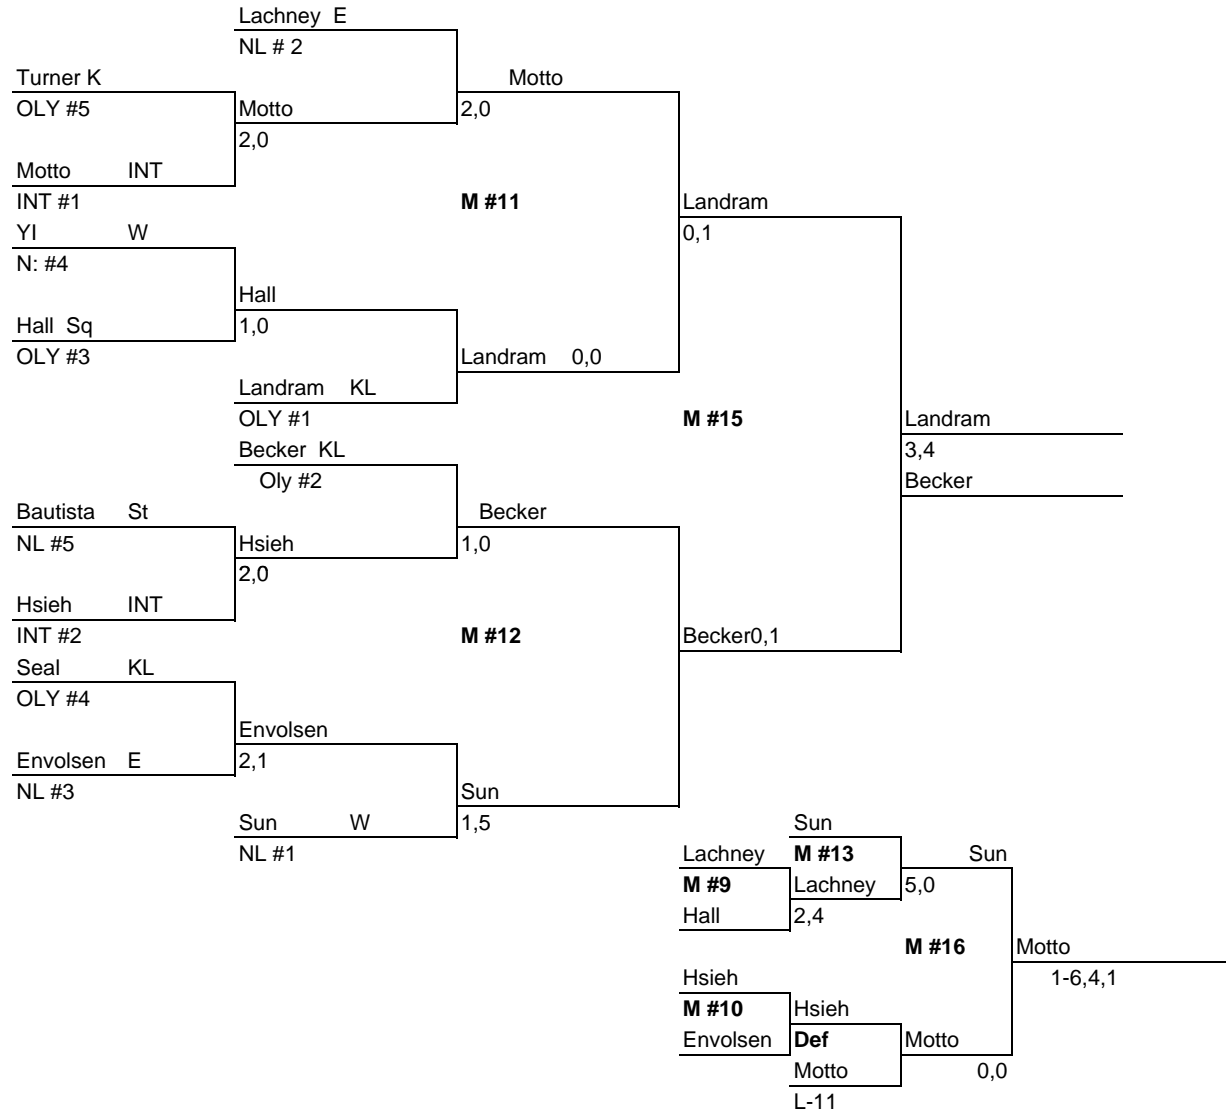 Lachney E
NL # 2
Turner K
Motto
OLY #5
Motto
2,0
2,0
Motto INT
INT #1
M #11
Landram
YI W
0,1
N: #4
Hall
Hall Sq
1,0
OLY #3
Landram 0,0
Landram KL
OLY #1
M #15
Landram
Becker KL
3,4
Oly #2
Becker
Bautista St
Becker
NL #5
Hsieh
1,0
2,0
Hsieh INT
INT #2
M #12
Becker0,1
Seal KL
OLY #4
Envolsen
Envolsen E
2,1
NL #3
Sun
Sun W
1,5
Sun
NL #1
Lachney
M #13
Sun
M #9
Lachney
5,0
Hall
2,4
M #16
Motto
Hsieh
1-6,4,1
M #10
Hsieh
Envolsen
Def
Motto
Motto
0,0
L-11